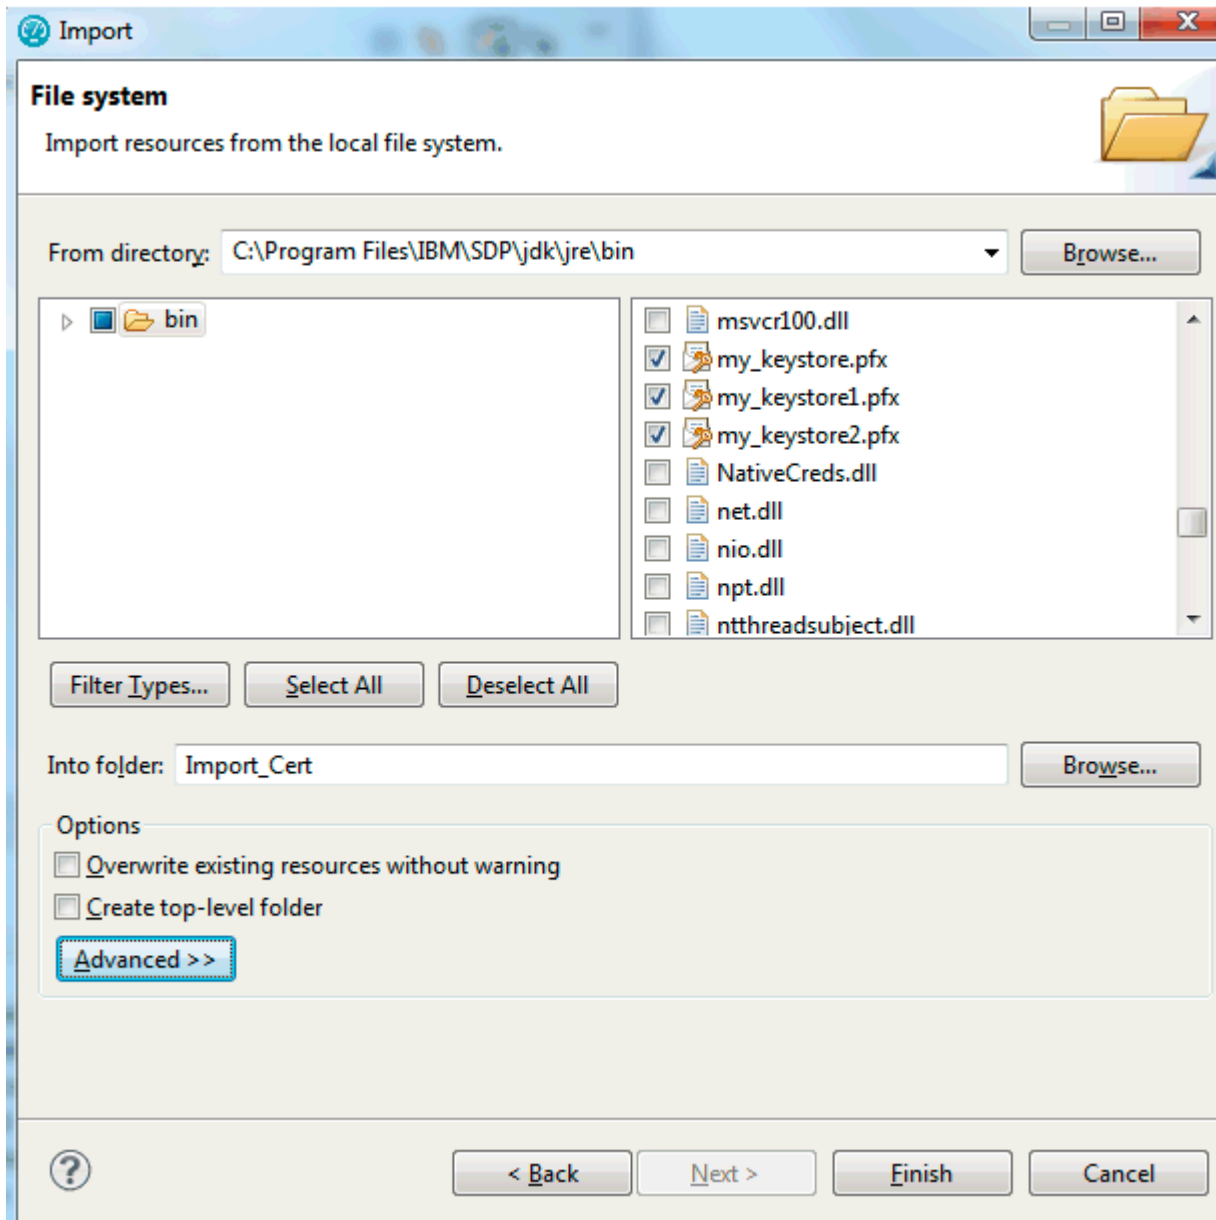 Import
File system
Import resources from the local file system.
From directory: C:\Program Files\IBM\SDP\jdk\jre\bin Browse...
bin
msvcr100.dll
my_keystore.pfx
my_keystore1.pfx
my_keystore2.pfx
NativeCreds.dll
net.dll
nio.dll
npt.dll
ntthreadsubject.dll
Filter Types... Select All Deselect All
Into folder: Import_Cert Browse...
Options
Overwrite existing resources without warning
Create top-level folder
Advanced >>
? < Back Next > Finish Cancel